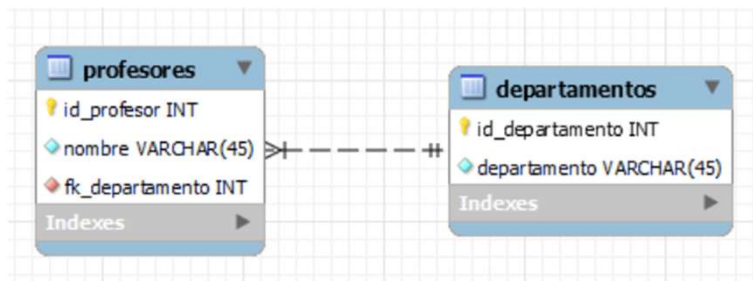 profesores
id_profesor INT
nombre VARCHAR(45)
fk_departamento INT
Indexes
departamentos
id_departamento INT
departamento VARCHAR(45)
Indexes